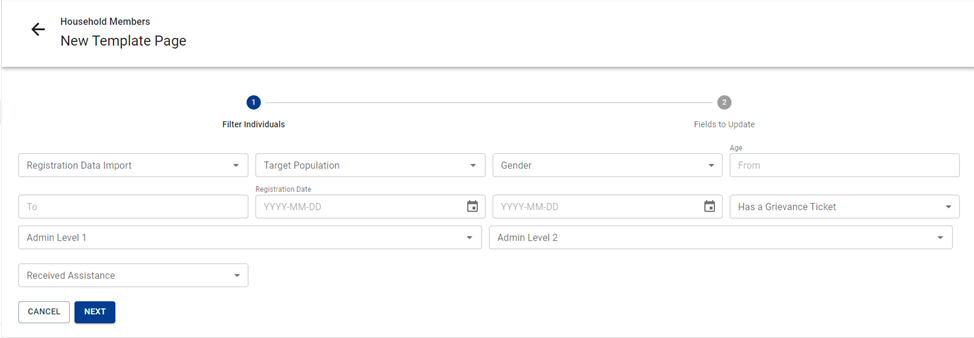 Household Members
New Template Page
1
2
Filter Individuals
Fields to Update
Registration Data Import
Target Population
Gender
Age
From
To
Registration Date
YYYY-MM-DD
YYYY-MM-DD
Has a Grievance Ticket
Admin Level 1
Admin Level 2
Received Assistance
CANCEL
NEXT